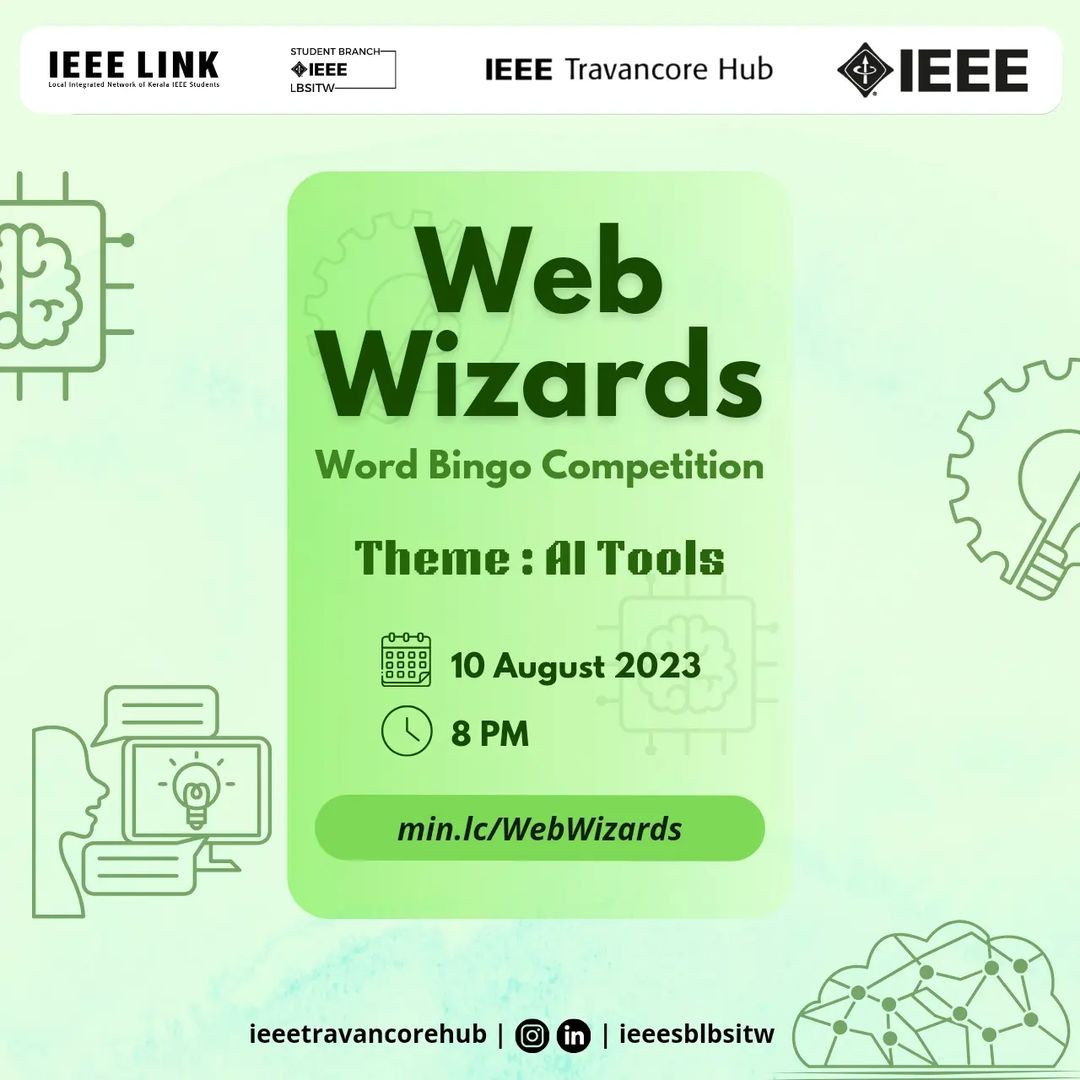 IEEE LINK
Local Integrated Network of Kerala IEEE Students
STUDENT BRANCH
IEEE
LBSITW
IEEE Travancore Hub
IEEE
Web
Wizards
Word Bingo Competition
Theme : AI Tools
10 August 2023
8 PM
min.lc/WebWizards
ieeetravancorehub | in | ieeesblbsitw